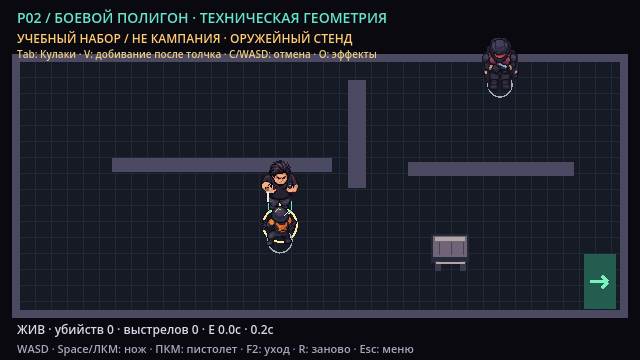 P02 / БОЕВОЙ ПОЛИГОН · ТЕХНИЧЕСКАЯ ГЕОМЕТРИЯ
УЧЕБНЫЙ НАБОР / НЕ КАМПАНИЯ · ОРУЖЕЙНЫЙ СТЕНД
Tab: Кулаки · V: добивание после толчка · C/WASD: отмена · O: эффекты
ЖИВ · убийств 0 · выстрелов 0 · E 0.0с · 0.2с
WASD · Space/ЛКМ: нож · ПКМ: пистолет · F2: уход · R: заново · Esc: меню